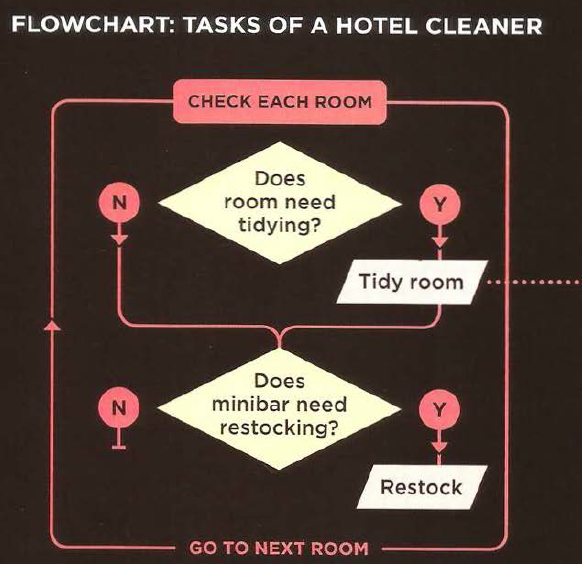 FLOWCHART: TASKS OF A HOTEL CLEANER
CHECK EACH ROOM
Does
room need
tidying?
N
Y
Tidy room
Does
minibar need
restocking?
N
Y
Restock
GO TO NEXT ROOM